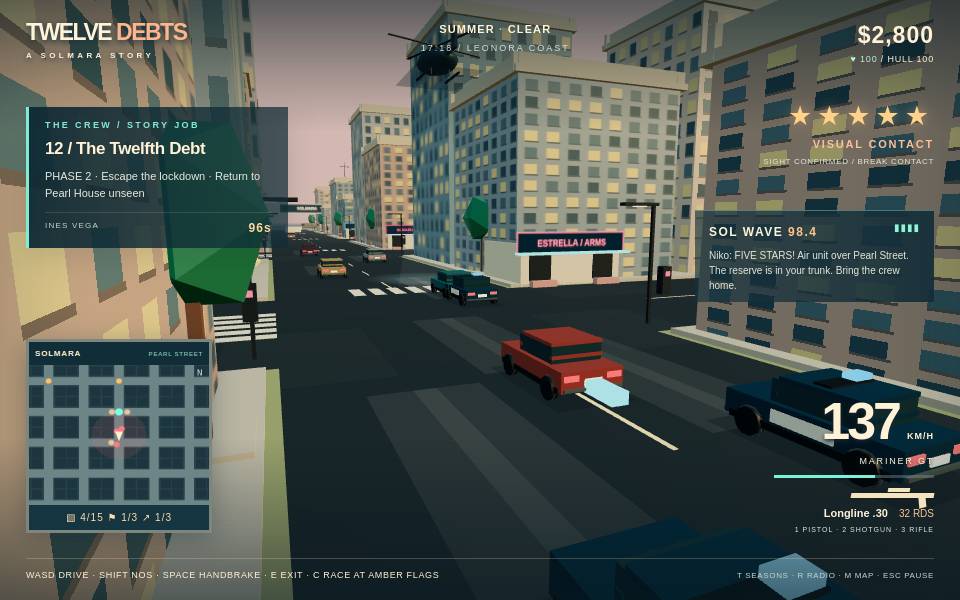 TWELVE DEBTS
A SOLMARA STORY
SUMMER · CLEAR
17:18 / LEONORA COAST
$2,800
♥ 100 / HULL 100
★ ★ ★ ★ ★
VISUAL CONTACT
SIGHT CONFIRMED / BREAK CONTACT
THE CREW / STORY JOB
12 / The Twelfth Debt
PHASE 2 · Escape the lockdown · Return to
Pearl House unseen
INES VEGA 96s
SOL WAVE 98.4
Niko: FIVE STARS! Air unit over Pearl Street.
The reserve is in your trunk. Bring the crew
home.
ESTRELLA / ARMS
SOLMARA PEARL STREET
N
▧ 4/15 ⚑ 1/3 ↗ 1/3
137 KM/H
MARINER GT
Longline .30 32 RDS
1 PISTOL · 2 SHOTGUN · 3 RIFLE
WASD DRIVE · SHIFT NOS · SPACE HANDBRAKE · E EXIT · C RACE AT AMBER FLAGS
T SEASONS · R RADIO · M MAP · ESC PAUSE